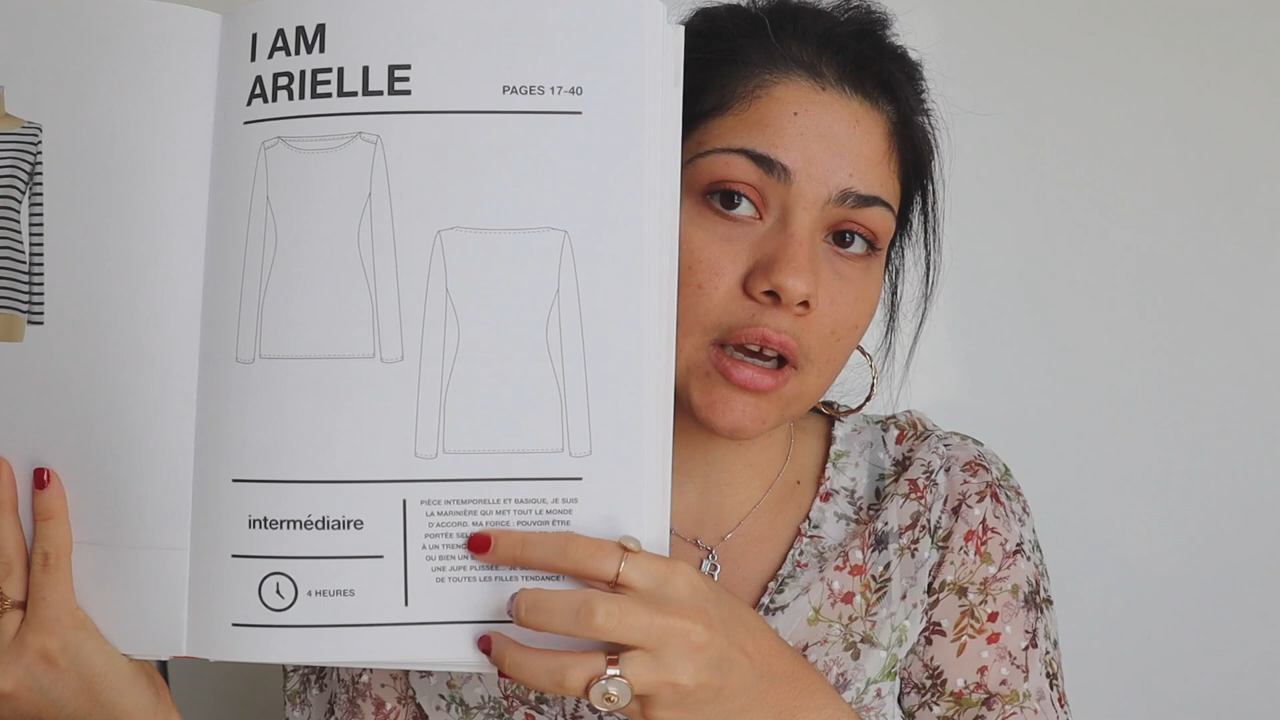 I AM
ARIELLE
PAGES 17-40
intermédiaire
4 HEURES
PIÈCE INTEMPORELLE ET BASIQUE, JE SUIS
LA MARINIÈRE QUI MET TOUT LE MONDE
D'ACCORD. MA FORCE : POUVOIR ÊTRE
PORTÉE
À UN
OU BIEN UN
UNE JUPE PLISSÉE... JE
DE TOUTES LES FILLES TENDANCE !